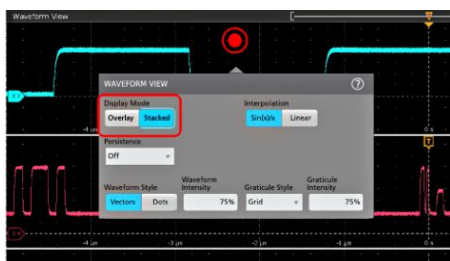 Waveform View
WAVEFORM VIEW
Display Mode
Interpolation
Overlay Stacked
Sin(x)/x Linear
Persistence
Off
Waveform Style
Waveform Intensity
Graticule Style
Graticule Intensity
Vectors Dots
75%
Grid
75%
0 s
T
-4 µs
-3 µs
-2 µs
-1 µs
0 s